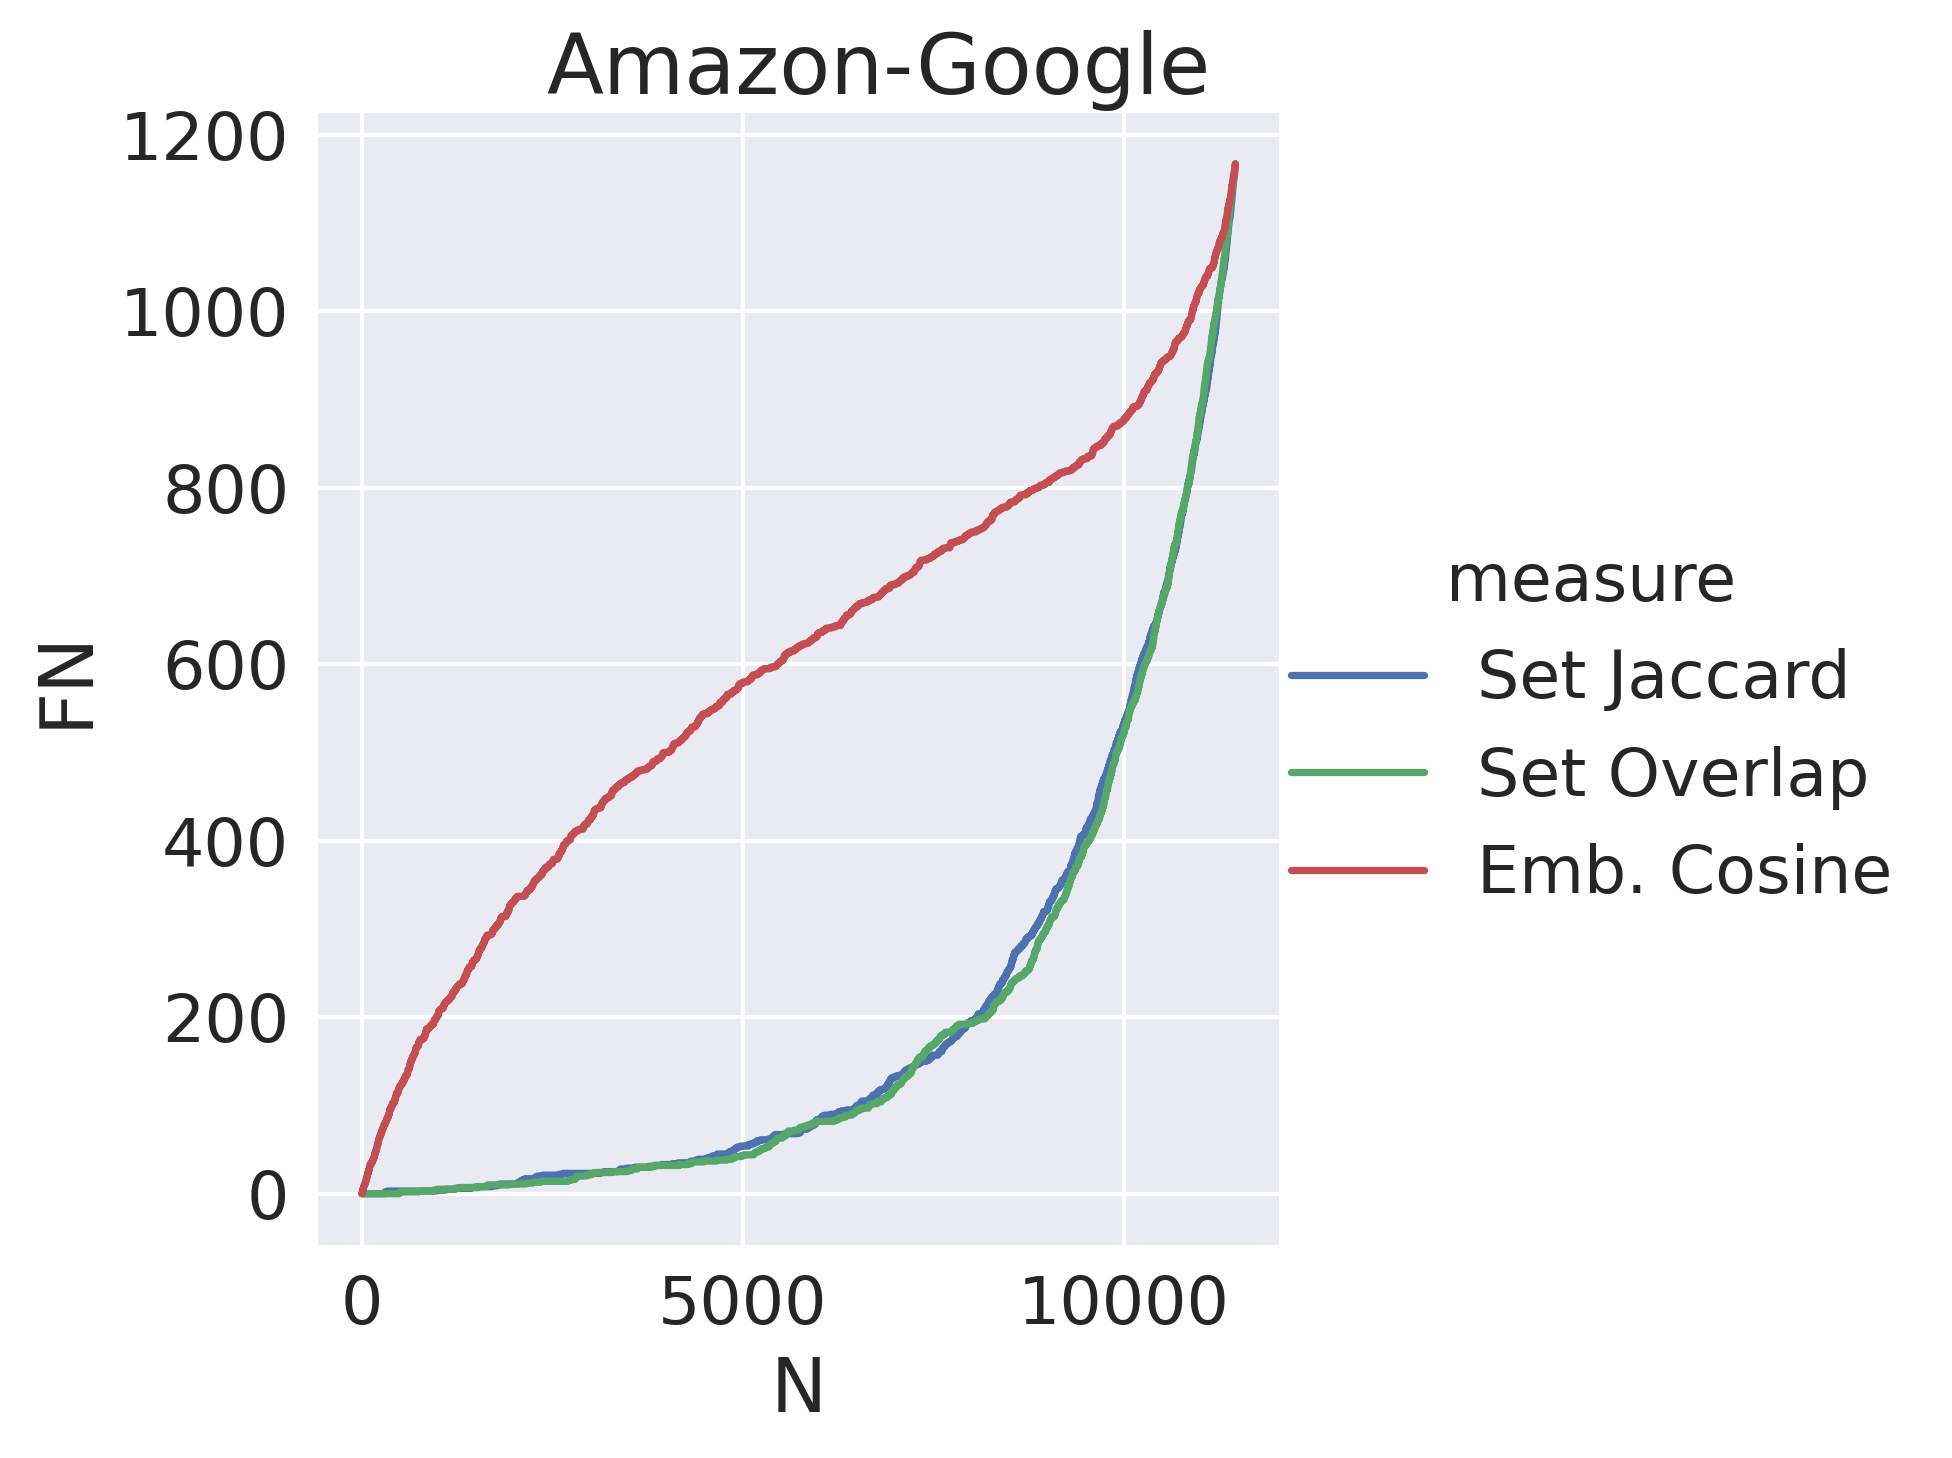 Amazon-Google
1200
1000
800
600
400
200
0
FN
0 5000 10000
N
measure
Set Jaccard
Set Overlap
Emb. Cosine